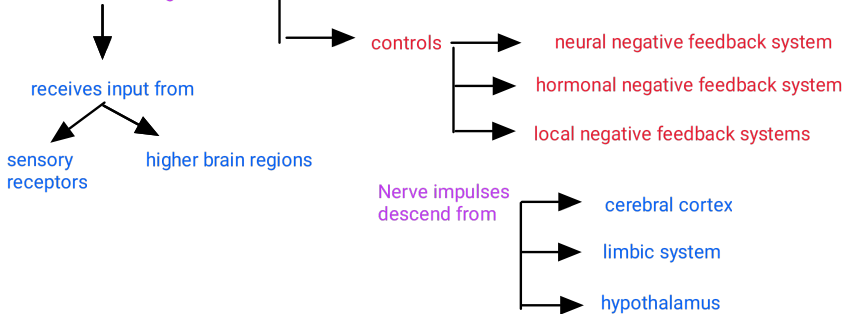 controls
neural negative feedback system
hormonal negative feedback system
local negative feedback systems
receives input from
sensory
receptors
higher brain regions
Nerve impulses
descend from
cerebral cortex
limbic system
hypothalamus